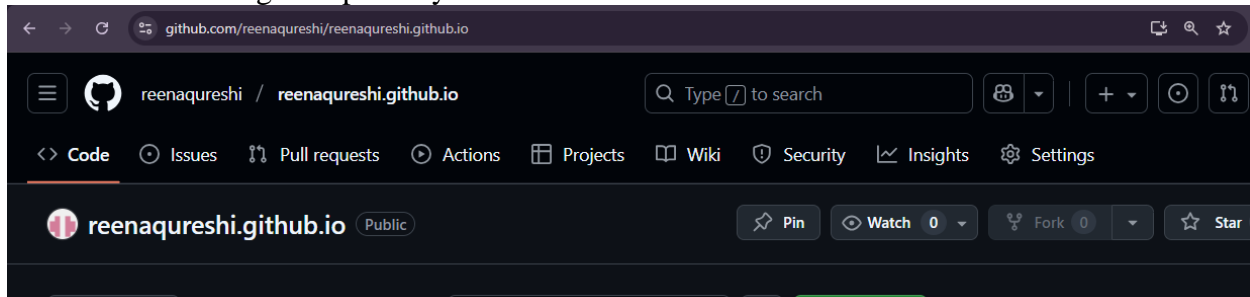 github.com/reenaqureshi/reenaqureshi.github.io
reenaqureshi / reenaqureshi.github.io
Type / to search
Code Issues Pull requests Actions Projects Wiki Security Insights Settings
reenaqureshi.github.io Public
Pin Watch 0 Fork 0 Star